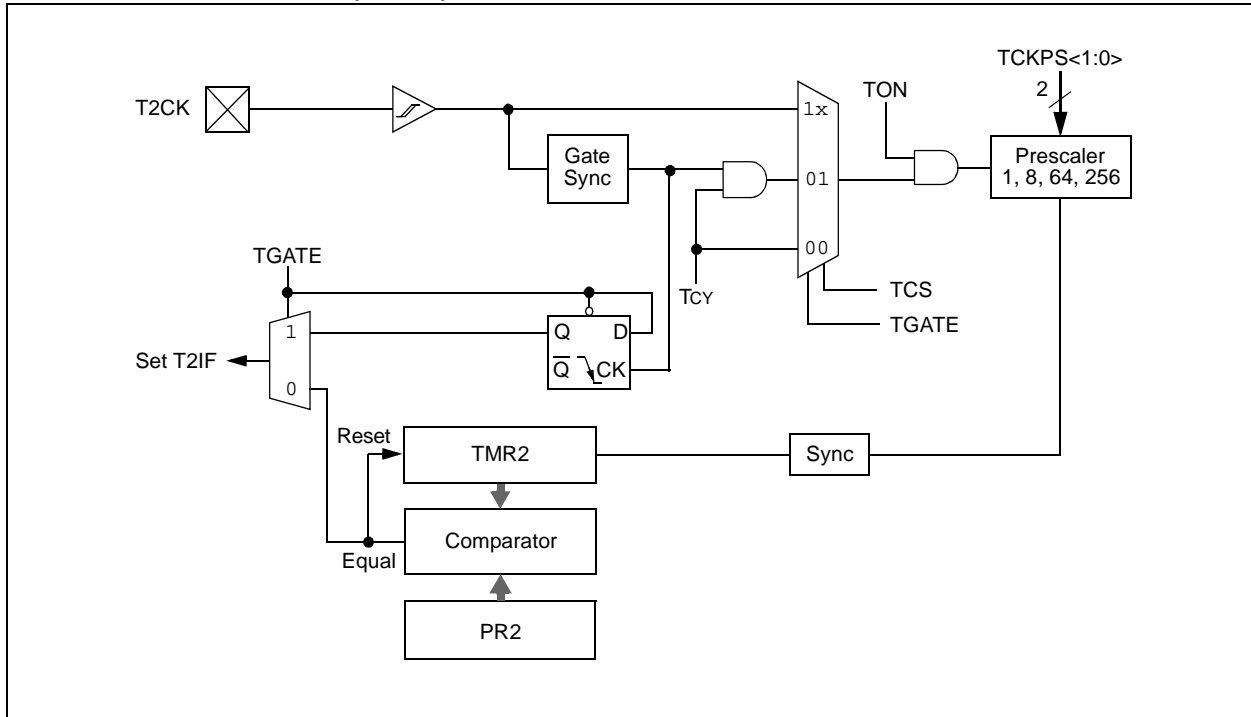 TCKPS<1:0>
2
T2CK
TON
1x
Gate
Sync
01
Prescaler
1, 8, 64, 256
00
TCY
TCS
TGATE
TGATE
1
Q
D
Set T2IF
Q
CK
0
Reset
TMR2
Sync
Comparator
Equal
PR2